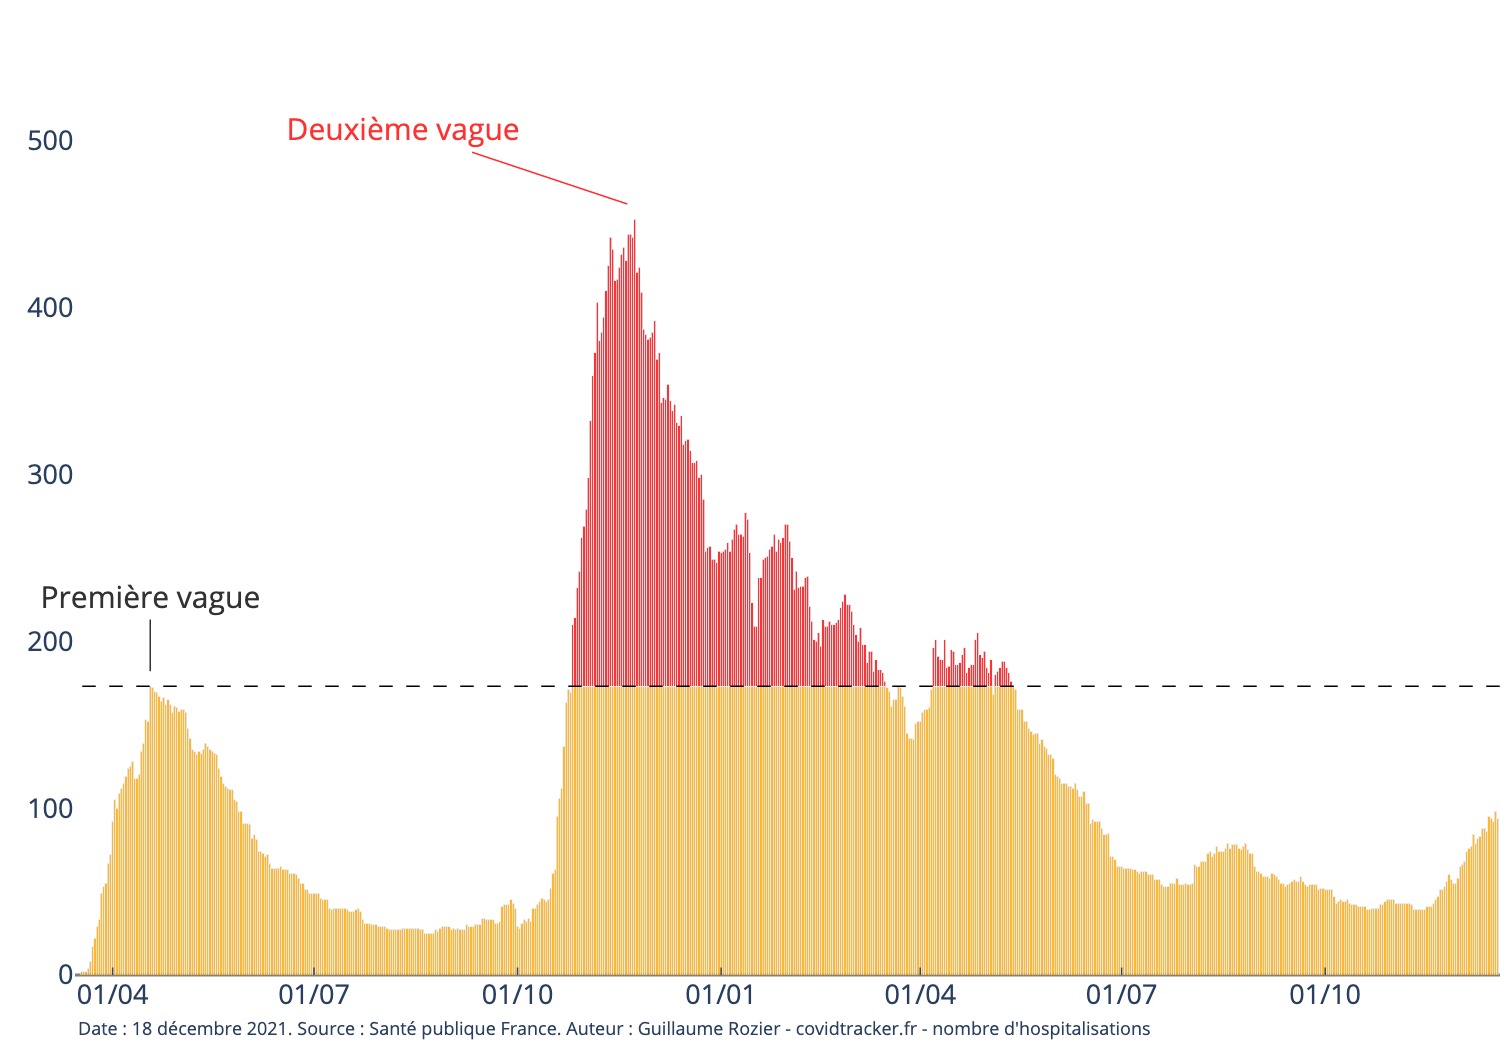 Deuxième vague
Première vague
500
400
300
200
100
0
01/04 01/07 01/10 01/01 01/04 01/07 01/10
Date : 18 décembre 2021. Source : Santé publique France. Auteur : Guillaume Rozier - covidtracker.fr - nombre d'hospitalisations